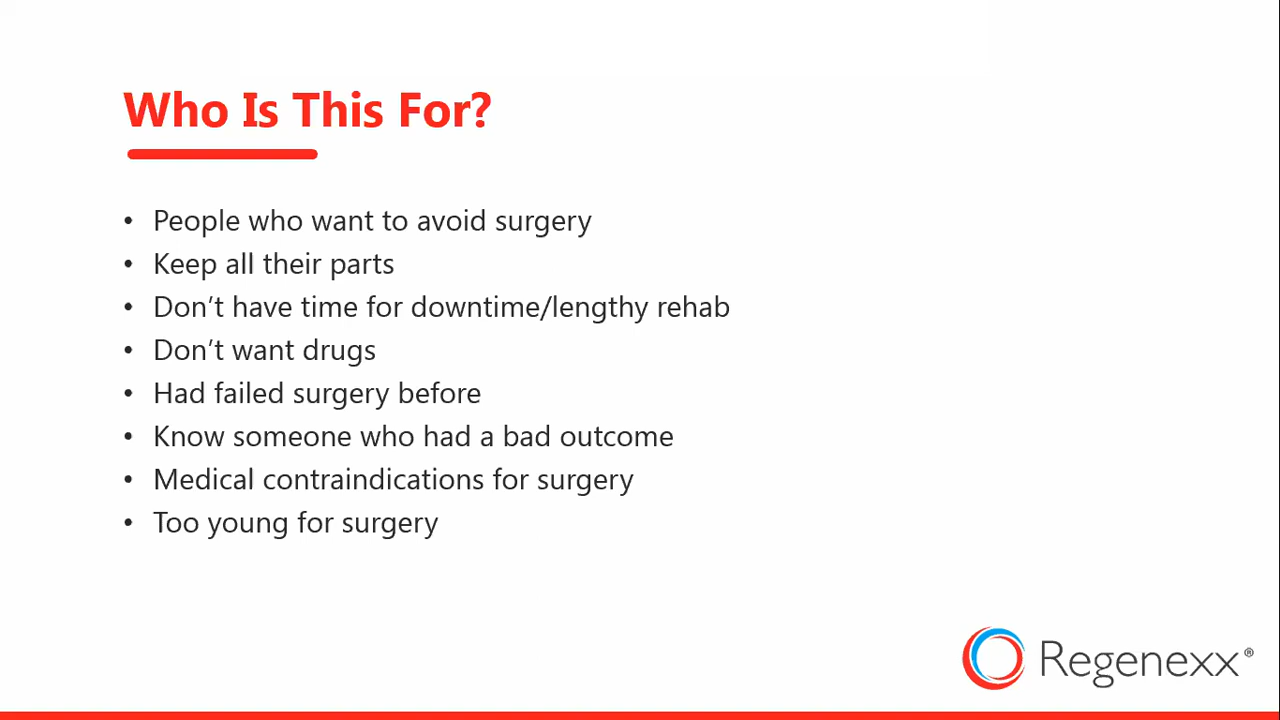 Who Is This For?
• People who want to avoid surgery
• Keep all their parts
• Don’t have time for downtime/lengthy rehab
• Don’t want drugs
• Had failed surgery before
• Know someone who had a bad outcome
• Medical contraindications for surgery
• Too young for surgery
Regenexx®